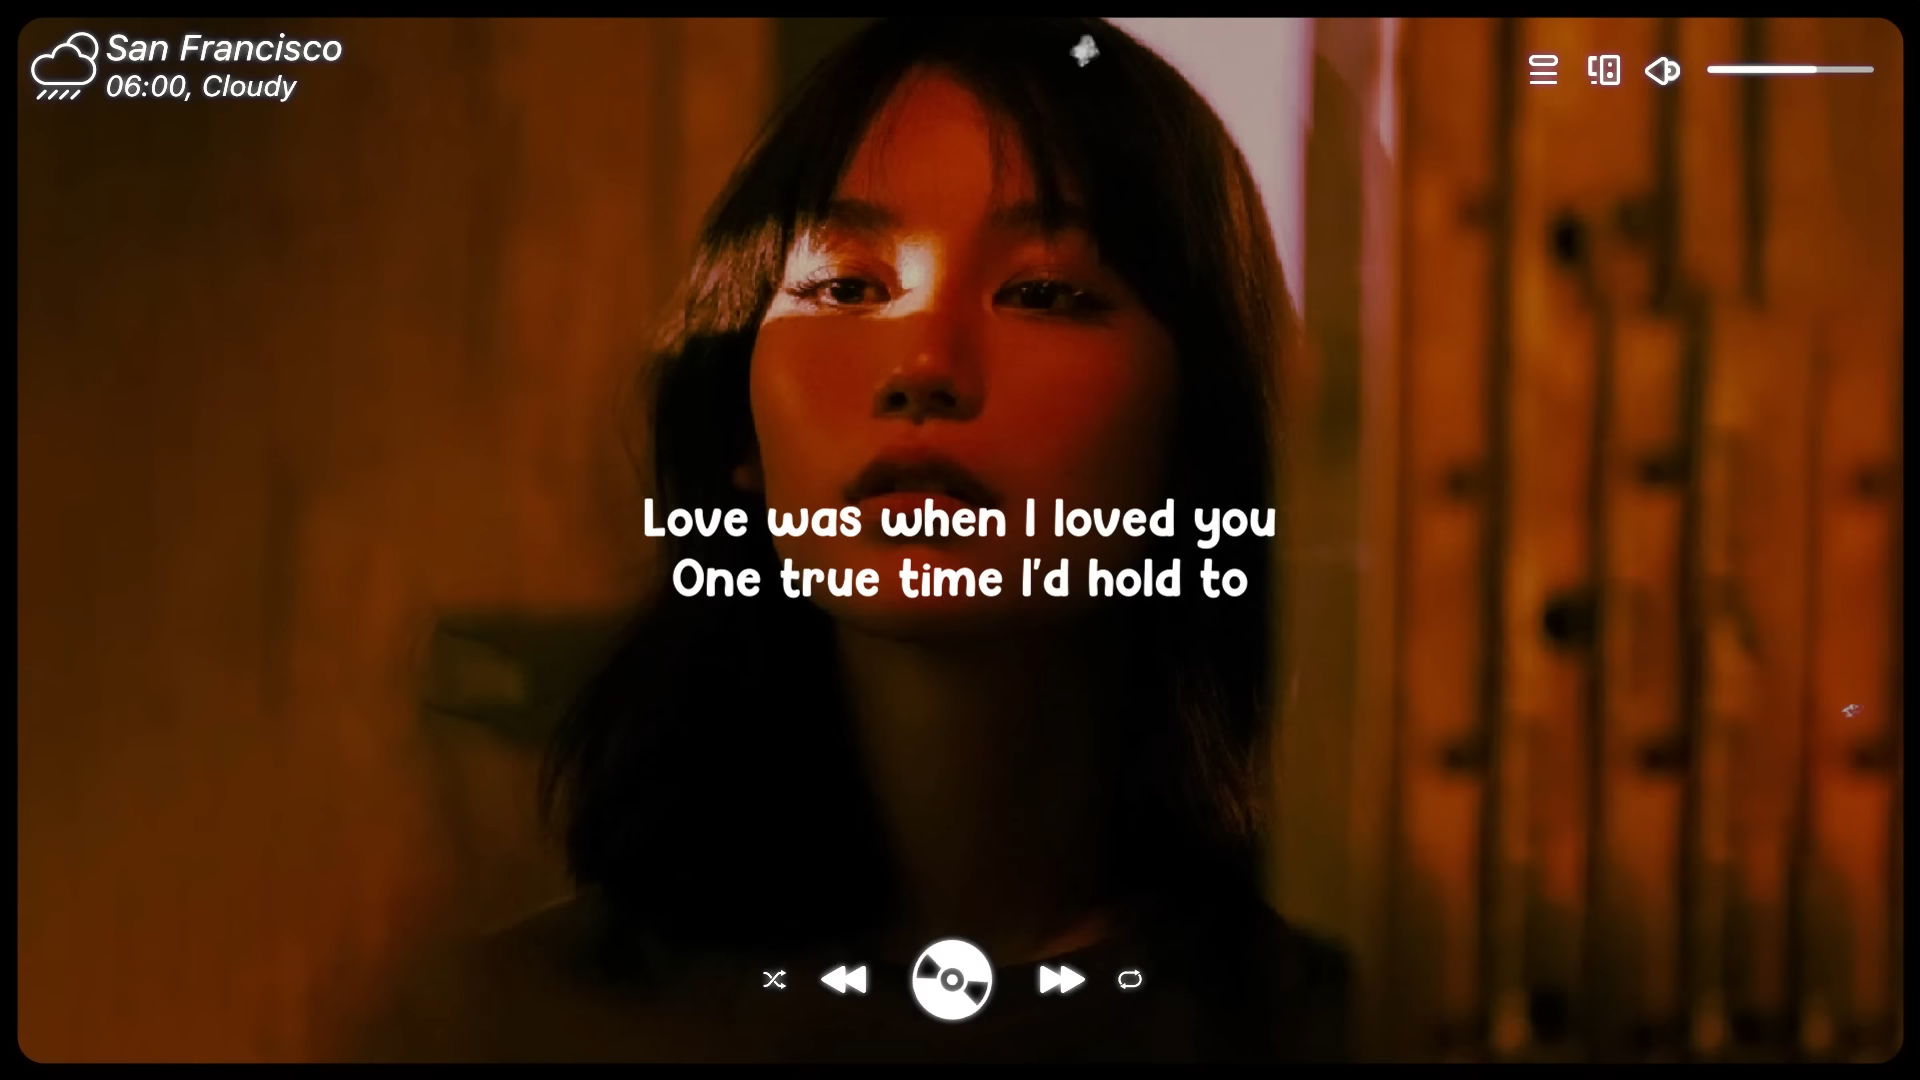 San Francisco
06:00, Cloudy
Love was when I loved you
One true time I'd hold to